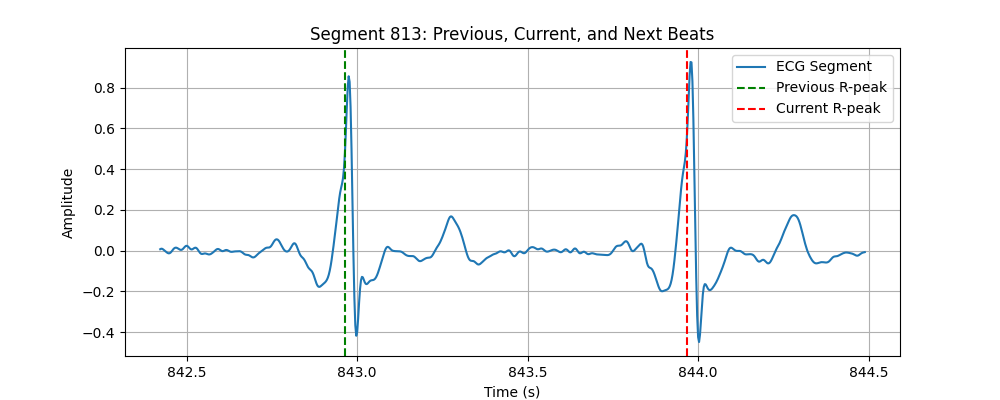 Segment 813: Previous, Current, and Next Beats
ECG Segment
Previous R-peak
Current R-peak
Amplitude
0.8
0.6
0.4
0.2
0.0
−0.2
−0.4
842.5 843.0 843.5 844.0 844.5
Time (s)